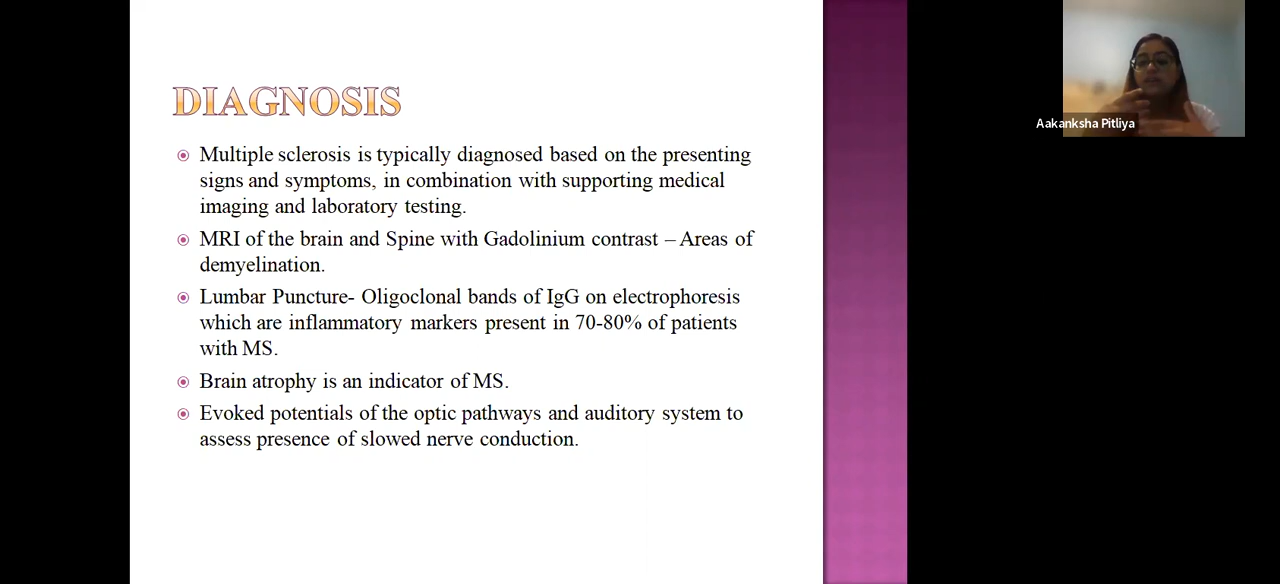 DIAGNOSIS
Multiple sclerosis is typically diagnosed based on the presenting
signs and symptoms, in combination with supporting medical
imaging and laboratory testing.
MRI of the brain and Spine with Gadolinium contrast – Areas of
demyelination.
Lumbar Puncture- Oligoclonal bands of IgG on electrophoresis
which are inflammatory markers present in 70-80% of patients
with MS.
Brain atrophy is an indicator of MS.
Evoked potentials of the optic pathways and auditory system to
assess presence of slowed nerve conduction.
Aakanksha Pitliya